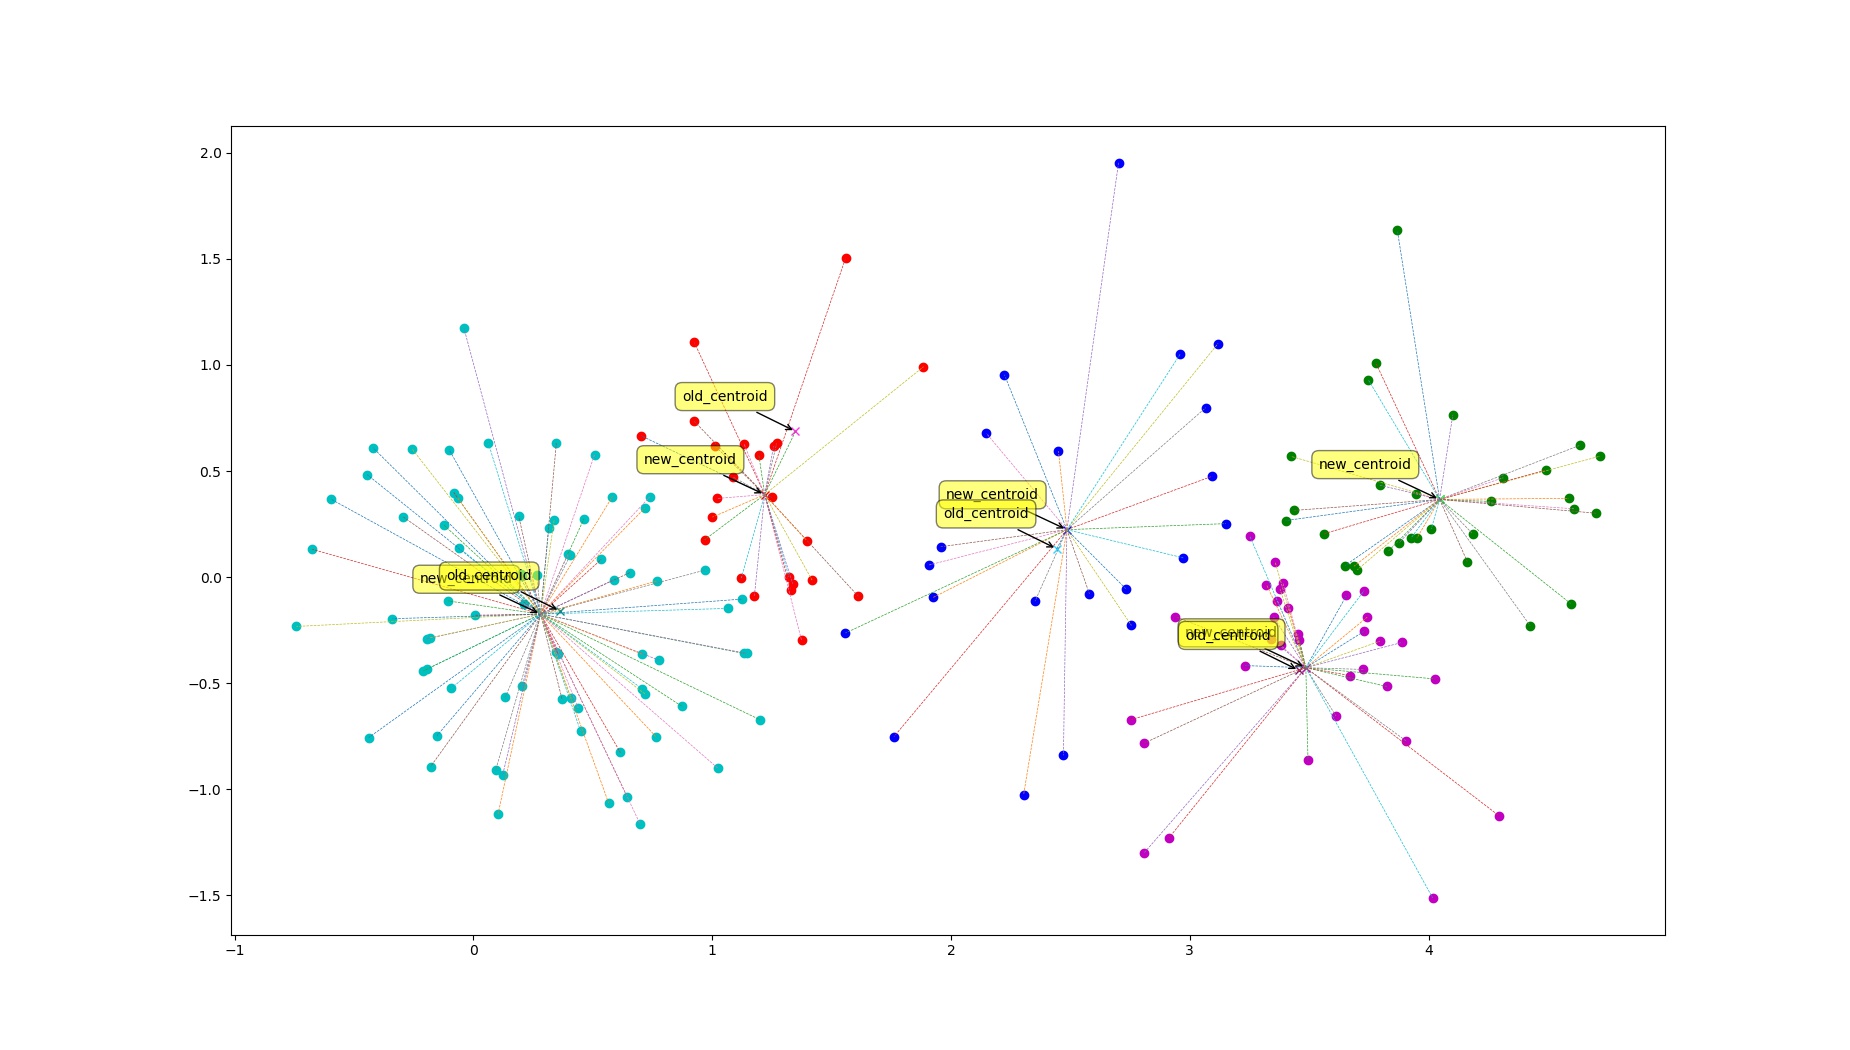 2.0
1.5
1.0
old_centroid
new_centroid
new_centroid
0.5
new_centroid
old_centroid
new_centroid
old_centroid
0.0
new_centroid
old_centroid
−0.5
−1.0
−1.5
−1 0 1 2 3 4